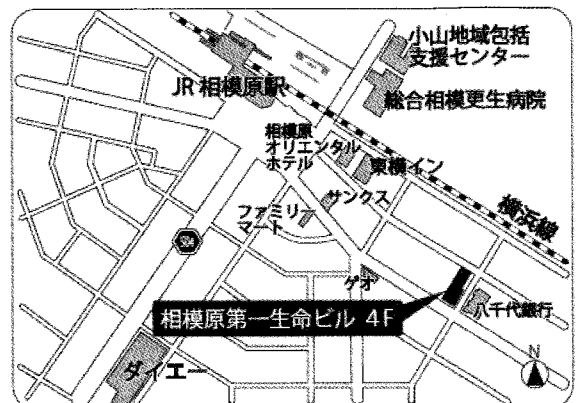 小山地域包括
支援センター
JR 相模原駅
総合相模更生病院
相模原
オリエンタル
ホテル
東横イン
サンクス
ファミリー
マート
横浜線
ゲオ
八千代銀行
相模原第一生命ビル 4F
ダイエー
N